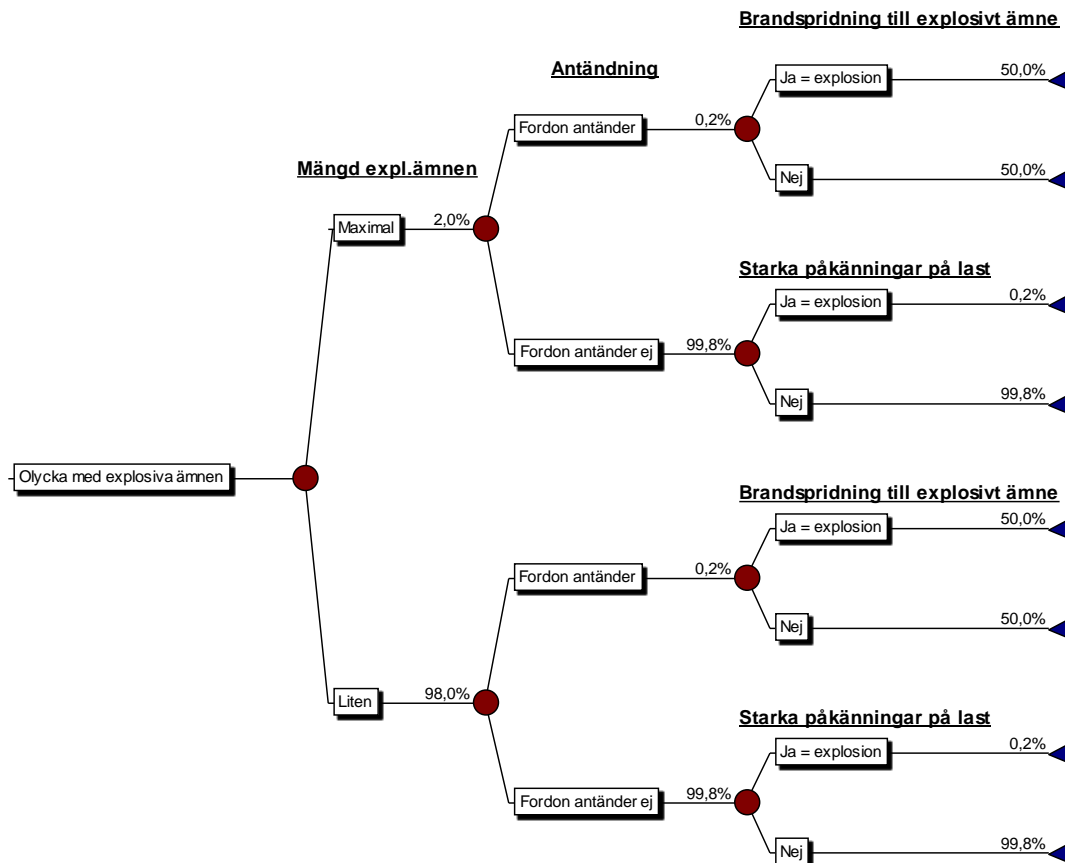 Brandspridning till explosivt ämne
Antändning
Ja = explosion 50,0%
Fordon antänder 0,2%
Mängd expl.ämnen
Nej 50,0%
Maximal 2,0%
Starka påkänningar på last
Ja = explosion 0,2%
Fordon antänder ej 99,8%
Nej 99,8%
Olycka med explosiva ämnen
Brandspridning till explosivt ämne
Ja = explosion 50,0%
Fordon antänder 0,2%
Nej 50,0%
Liten 98,0%
Starka påkänningar på last
Ja = explosion 0,2%
Fordon antänder ej 99,8%
Nej 99,8%